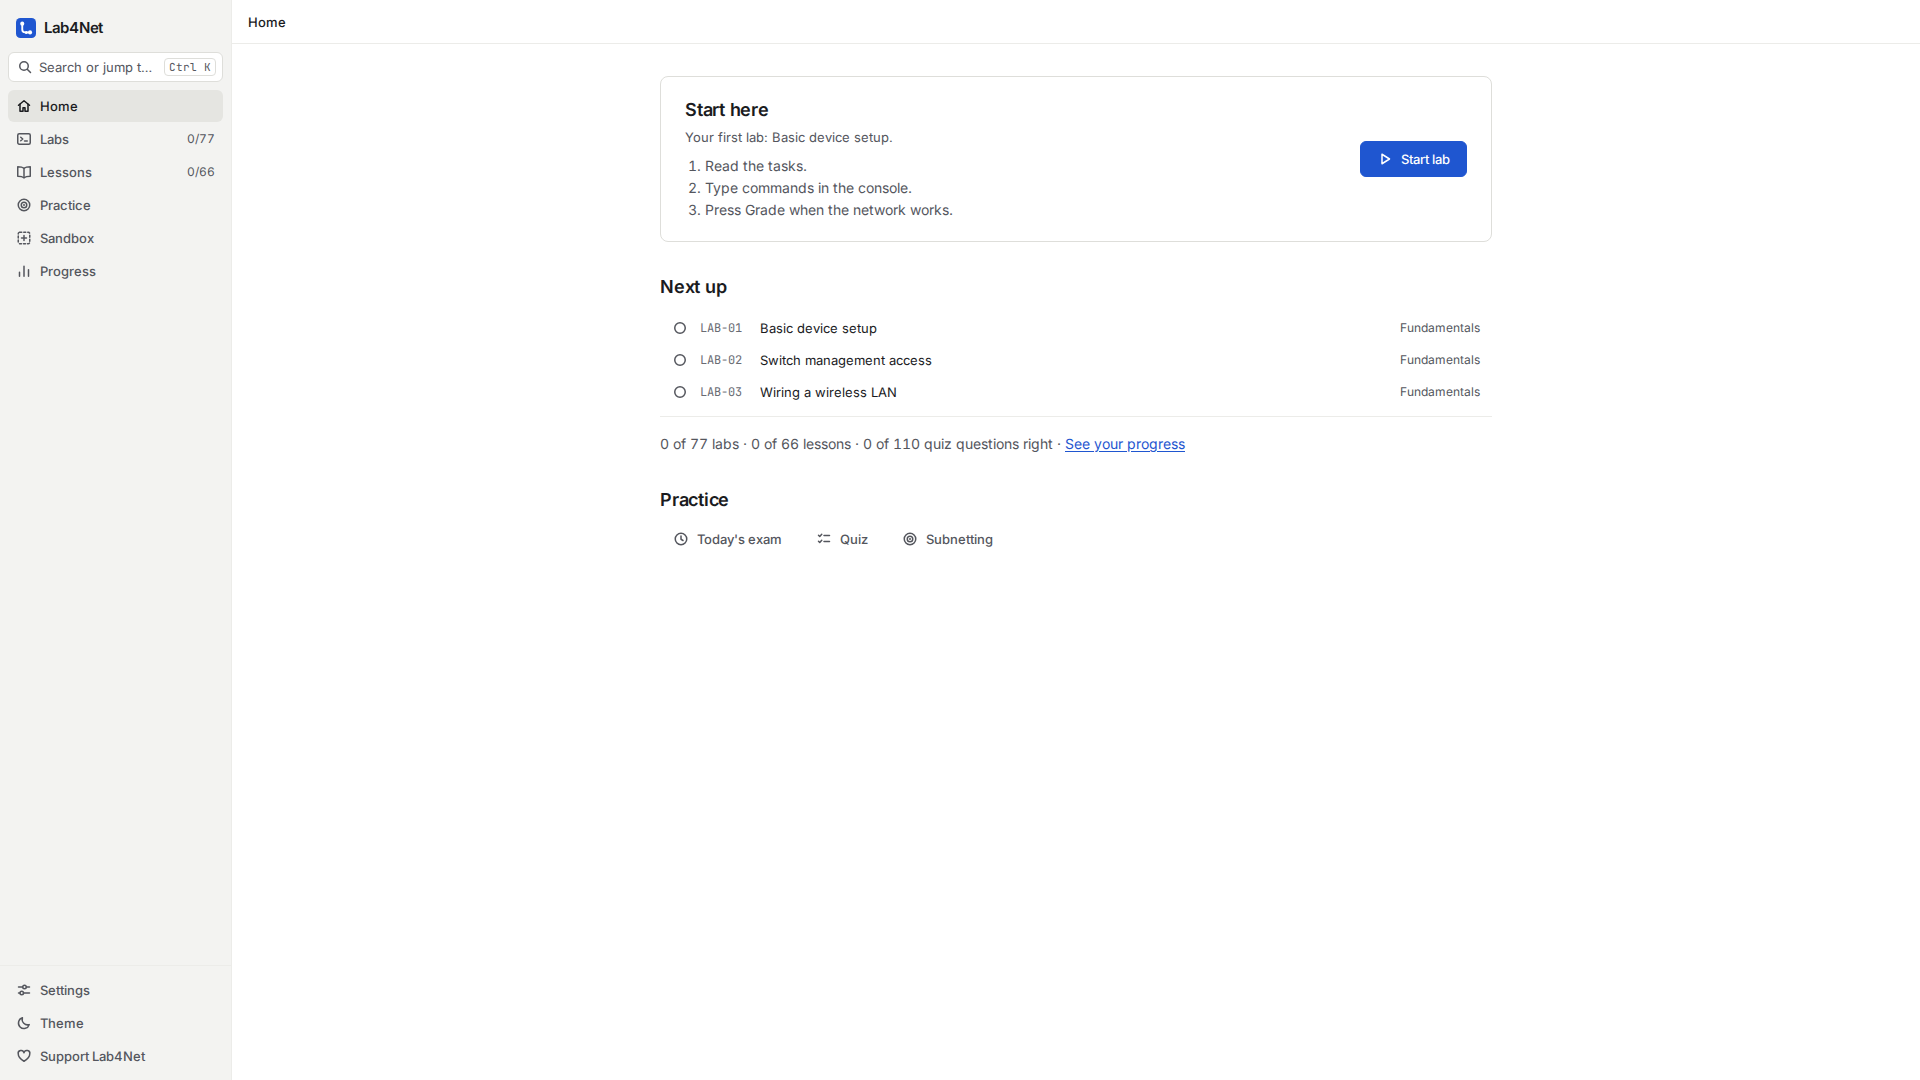 Lab4Net
Search or jump t... Ctrl K
Home
Labs 0/77
Lessons 0/66
Practice
Sandbox
Progress
Settings
Theme
Support Lab4Net
Home
Start here
Your first lab: Basic device setup.
1. Read the tasks.
2. Type commands in the console.
3. Press Grade when the network works.
Start lab
Next up
LAB-01 Basic device setup Fundamentals
LAB-02 Switch management access Fundamentals
LAB-03 Wiring a wireless LAN Fundamentals
0 of 77 labs · 0 of 66 lessons · 0 of 110 quiz questions right · See your progress
Practice
Today's exam Quiz Subnetting